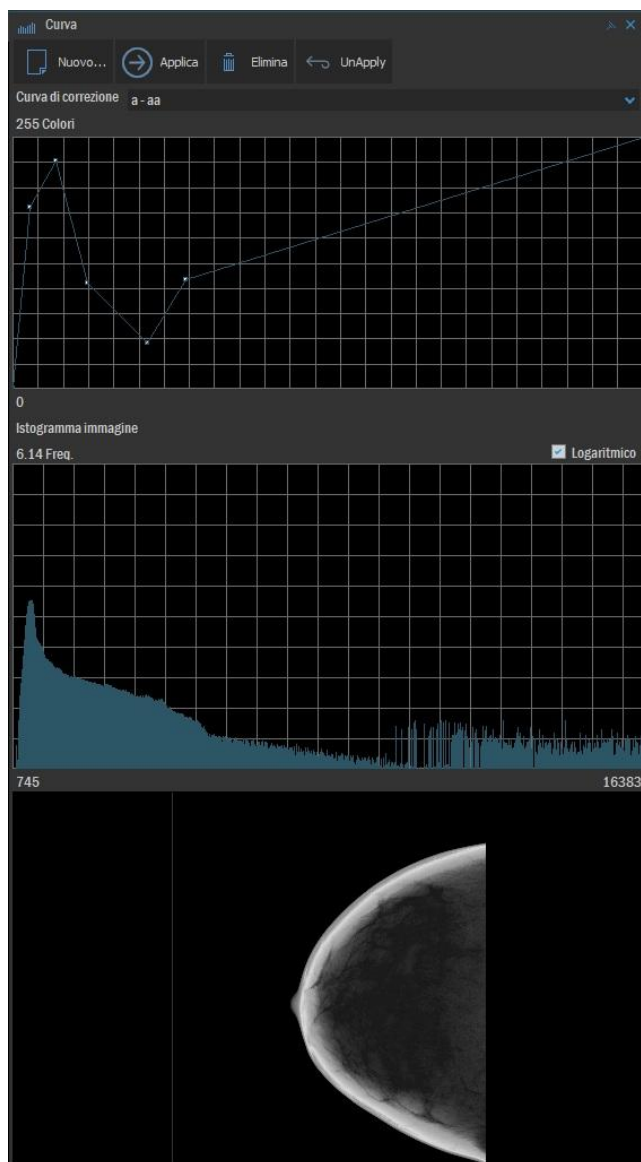 Curva
Nuovo... Applica Elimina UnApply
Curva di correzione a - aa
255 Colori
0
Istogramma immagine
6.14 Freq. Logaritmico
745 16383